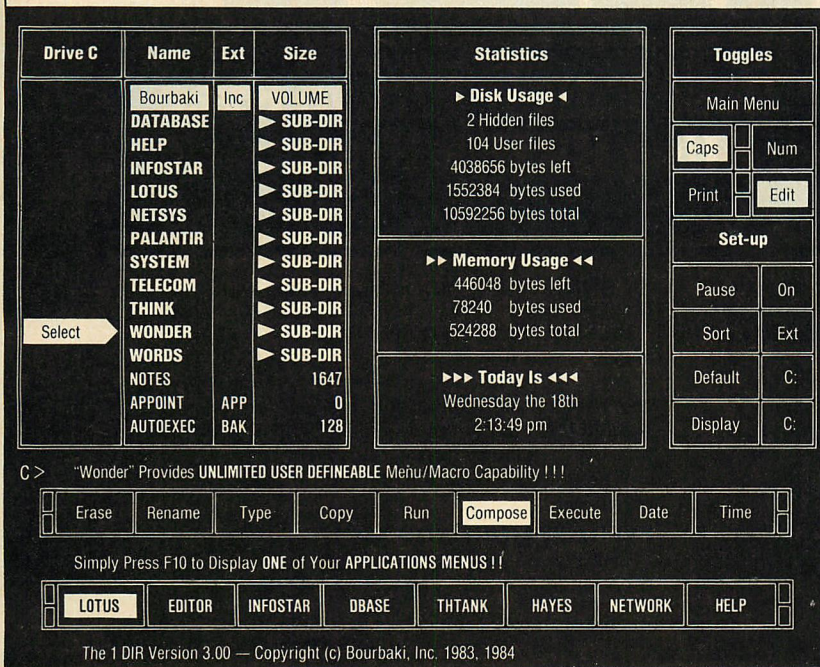 Drive C Name Ext Size
Bourbaki Inc VOLUME
DATABASE ► SUB-DIR
HELP ► SUB-DIR
INFOSTAR ► SUB-DIR
LOTUS ► SUB-DIR
NETSYS ► SUB-DIR
PALANTIR ► SUB-DIR
SYSTEM ► SUB-DIR
TELECOM ► SUB-DIR
THINK ► SUB-DIR
Select WONDER ► SUB-DIR
WORDS ► SUB-DIR
NOTES 1647
APPOINT APP 0
AUTOEXEC BAK 128
Statistics
► Disk Usage ◄
2 Hidden files
104 User files
4038656 bytes left
1552384 bytes used
10592256 bytes total
►► Memory Usage ◄◄
446048 bytes left
78240 bytes used
524288 bytes total
►►► Today Is ◄◄◄
Wednesday the 18th
2:13:49 pm
Toggles
Main Menu
Caps Num
Print Edit
Set-up
Pause On
Sort Ext
Default C:
Display C:
C> "Wonder" Provides UNLIMITED USER DEFINEABLE Menu/Macro Capability ! ! !
Erase Rename Type Copy Run Compose Execute Date Time
Simply Press F10 to Display ONE of Your APPLICATIONS MENUS ! !
LOTUS EDITOR INFOSTAR DBASE THTANK HAYES NETWORK HELP
The 1 DIR Version 3.00 — Copyright (c) Bourbaki, Inc. 1983, 1984